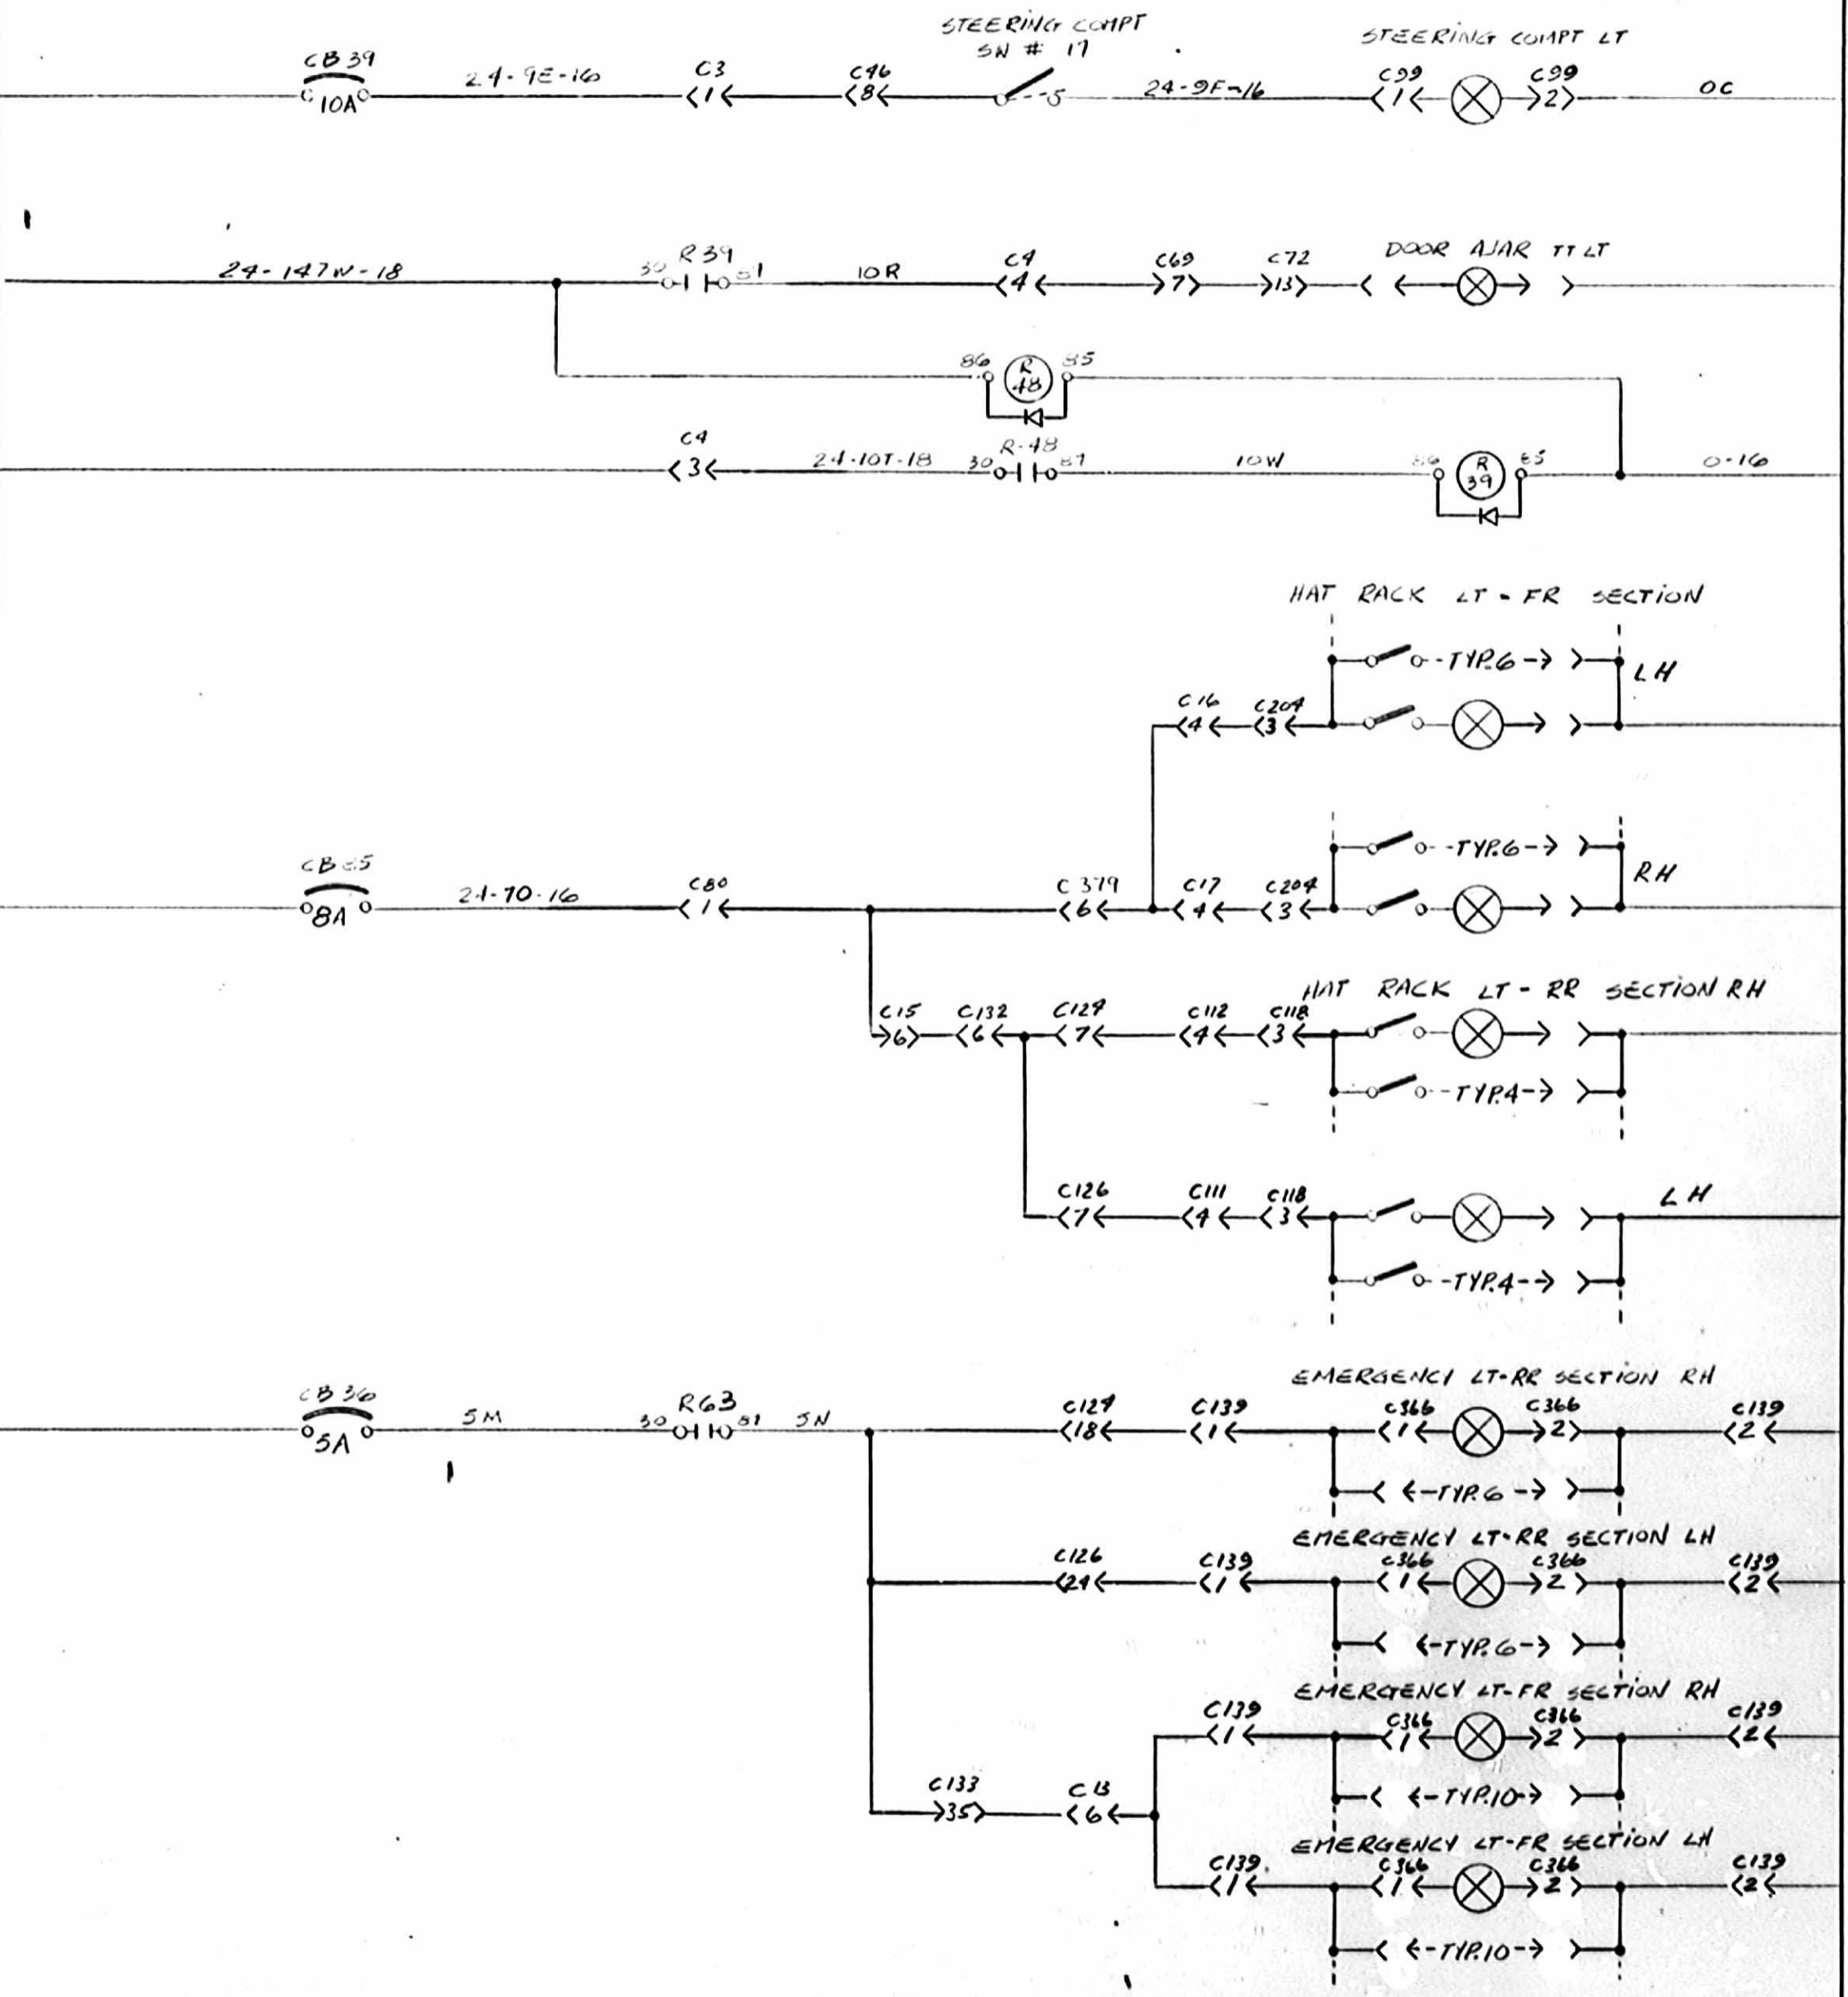 STEERING COMPT
SW # 17
STEERING COMPT LT
CB 39
10A
24-9E-16
C3
1
C46
8
5
24-9F-16
C99
1
C99
2
OC
24-147W-18
30
R39
10R
C4
4
C69
7
C72
13
DOOR AJAR TT LT
86
R
48
85
C4
3
24-10T-18
30
R-48
87
10W
86
R
39
85
0-16
HAT RACK LT - FR SECTION
TYP.6
LH
C16
4
C204
3
TYP.6
RH
8A
C80
1
C379
6
C17
4
C204
3
HAT RACK LT - RR SECTION RH
C15
6
C132
6
C127
7
C112
4
C118
3
TYP.4
C126
7
C111
4
C118
3
LH
TYP.4
EMERGENCY LT-RR SECTION RH
CB 36
5A
5M
30
R63
87
5N
C127
18
C139
1
C366
1
C366
2
C139
2
TYP.6
EMERGENCY LT-RR SECTION LH
C126
24
C139
1
C366
1
C366
2
C139
2
TYP.6
EMERGENCY LT-FR SECTION RH
C139
1
C366
1
C366
2
C139
2
TYP.10
C133
35
C13
6
EMERGENCY LT-FR SECTION LH
C139
1
C366
1
C366
2
C139
2
TYP.10